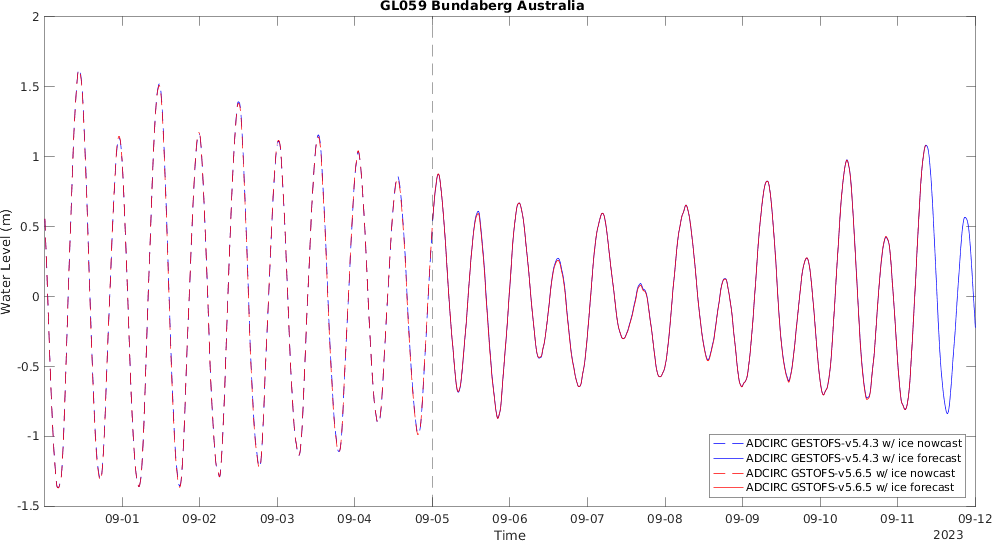 GL059 Bundaberg Australia
2
1.5
1
0.5
0
-0.5
-1
-1.5
Water Level (m)
09-01 09-02 09-03 09-04 09-05 09-06 09-07 09-08 09-09 09-10 09-11 09-12
Time
2023
ADCIRC GESTOFS-v5.4.3 w/ ice nowcast
ADCIRC GESTOFS-v5.4.3 w/ ice forecast
ADCIRC GSTOFS-v5.6.5 w/ ice nowcast
ADCIRC GSTOFS-v5.6.5 w/ ice forecast